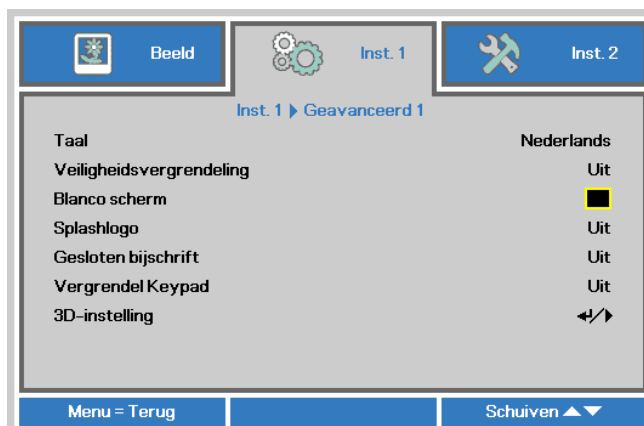 Beeld Inst. 1 Inst. 2
Inst. 1 Geavanceerd 1
Taal Nederlands
Veiligheidsvergrendeling Uit
Blanco scherm
Splashlogo Uit
Gesloten bijschrift Uit
Vergrendel Keypad Uit
3D-instelling ↵/▶
Menu = Terug Schuiven ▲▼